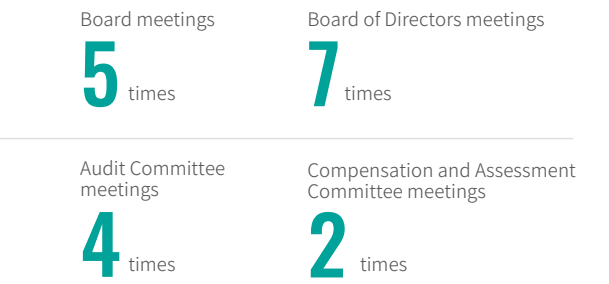 Board meetings
5 times
Board of Directors meetings
7 times
Audit Committee
meetings
4 times
Compensation and Assessment
Committee meetings
2 times